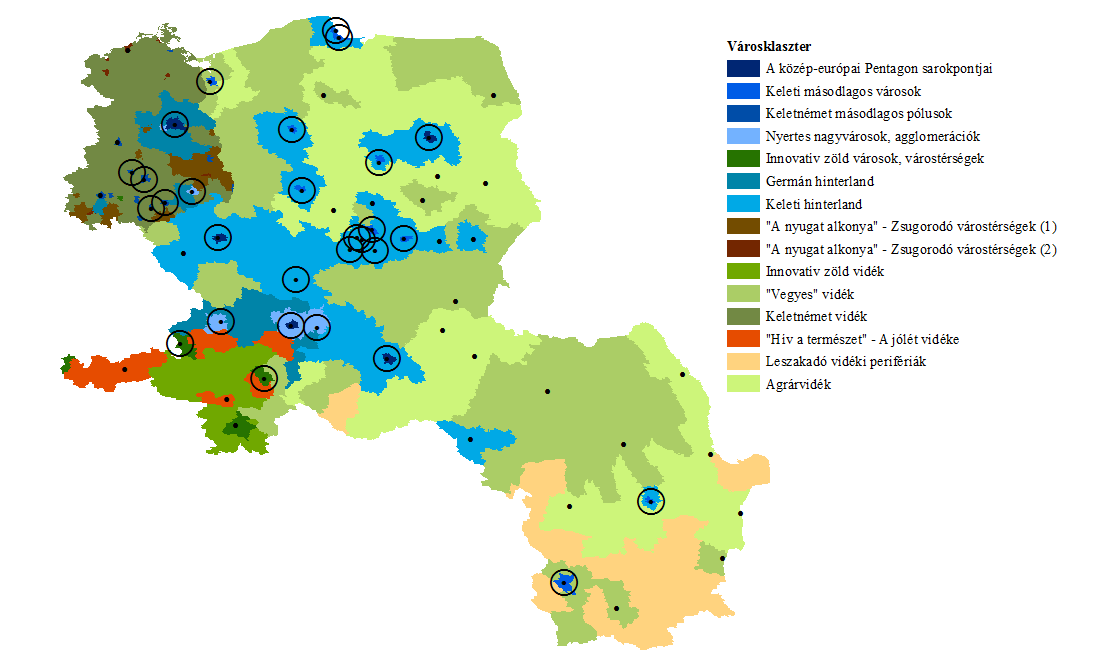 Városklaszter
A közép-európai Pentagon sarokpontjai
Keleti másodlagos városok
Keletnémet másodlagos pólusok
Nyertes nagyvárosok, agglomerációk
Innovatív zöld városok, várostérségek
Germán hinterland
Keleti hinterland
"A nyugat alkonya" - Zsugorodó várostérségek (1)
"A nyugat alkonya" - Zsugorodó várostérségek (2)
Innovatív zöld vidék
"Vegyes" vidék
Keletnémet vidék
"Hív a természet" - A jólét vidéke
Leszakadó vidéki perifériák
Agrárvidék